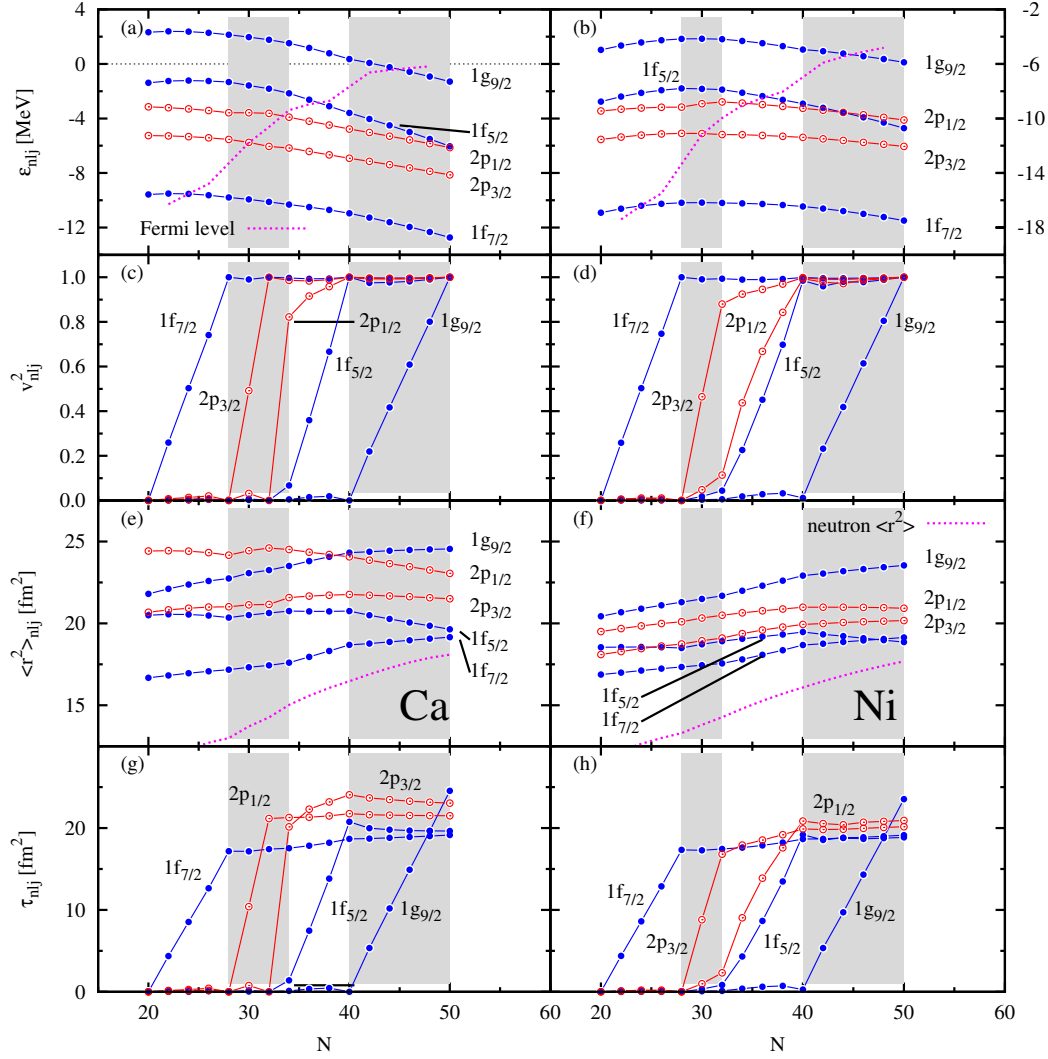 (a)
(b)
0
-4
-8
-12
ε_nlj [MeV]
1g9/2
1f5/2
2p1/2
2p3/2
1f7/2
Fermi level
-2
-6
-10
-14
-18
1f5/2
1g9/2
2p1/2
2p3/2
1f7/2
(c)
(d)
1.0
0.8
0.6
0.4
0.2
0.0
v²_nlj
1f7/2
2p3/2
2p1/2
1f5/2
1g9/2
1f7/2
2p3/2
2p1/2
1f5/2
1g9/2
(e)
(f)
25
20
15
<r²>_nlj [fm²]
1g9/2
2p1/2
2p3/2
1f5/2
1f7/2
Ca
neutron <r²>
1g9/2
2p1/2
2p3/2
1f5/2
1f7/2
Ni
(g)
(h)
20
10
0
τ_nlj [fm²]
2p1/2
2p3/2
1f7/2
1f5/2
1g9/2
2p1/2
1f7/2
2p3/2
1f5/2
1g9/2
20 30 40 50 60
20 30 40 50 60
N
N